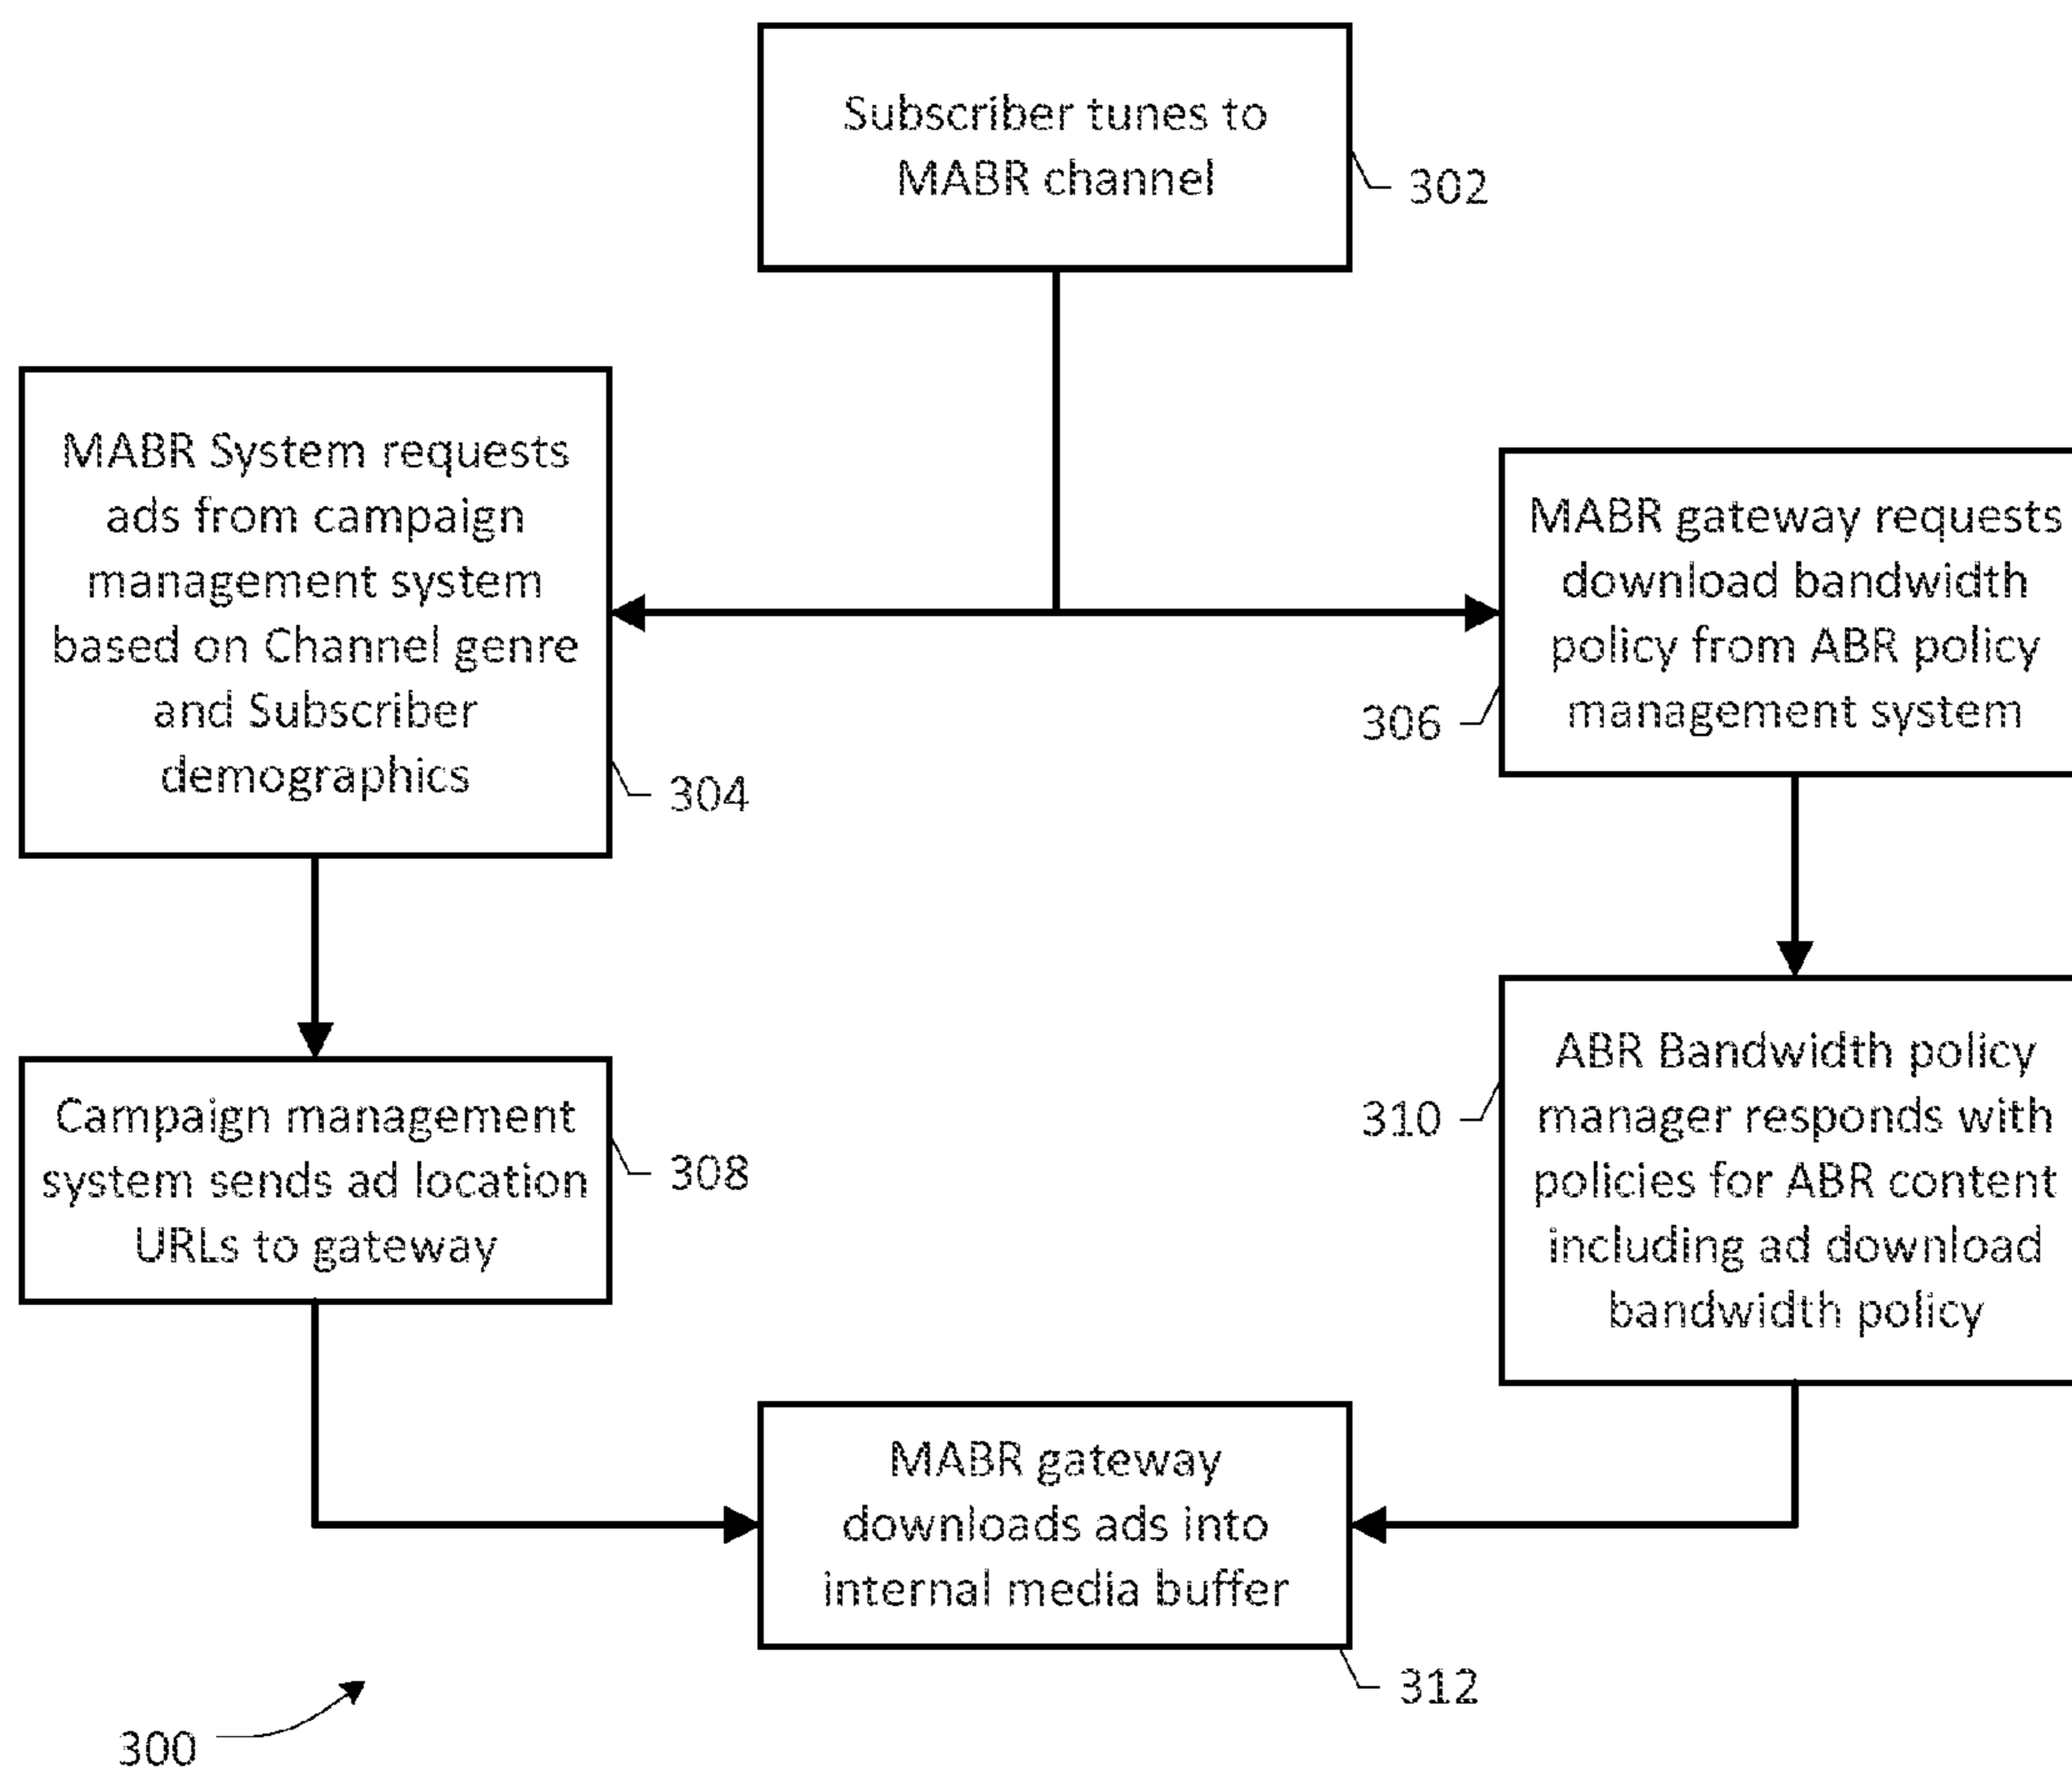 Subscriber tunes to
MABR channel
302
MABR System requests
ads from campaign
management system
based on Channel genre
and Subscriber
demographics
304
MABR gateway requests
download bandwidth
policy from ABR policy
management system
306
Campaign management
system sends ad location
URLs to gateway
308
ABR Bandwidth policy
manager responds with
policies for ABR content
including ad download
bandwidth policy
310
MABR gateway
downloads ads into
internal media buffer
312
300